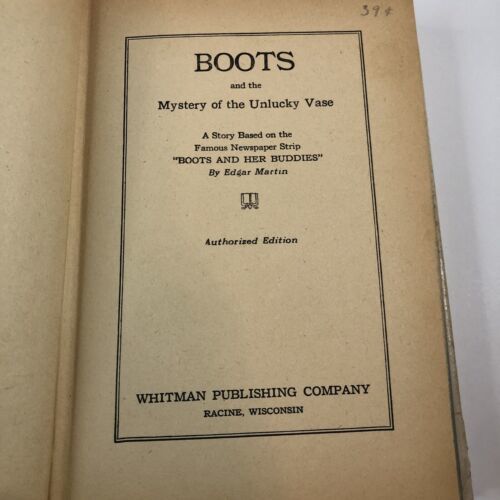 39¢
BOOTS
and the
Mystery of the Unlucky Vase
A Story Based on the
Famous Newspaper Strip
"BOOTS AND HER BUDDIES"
By Edgar Martin
Authorized Edition
WHITMAN PUBLISHING COMPANY
RACINE, WISCONSIN